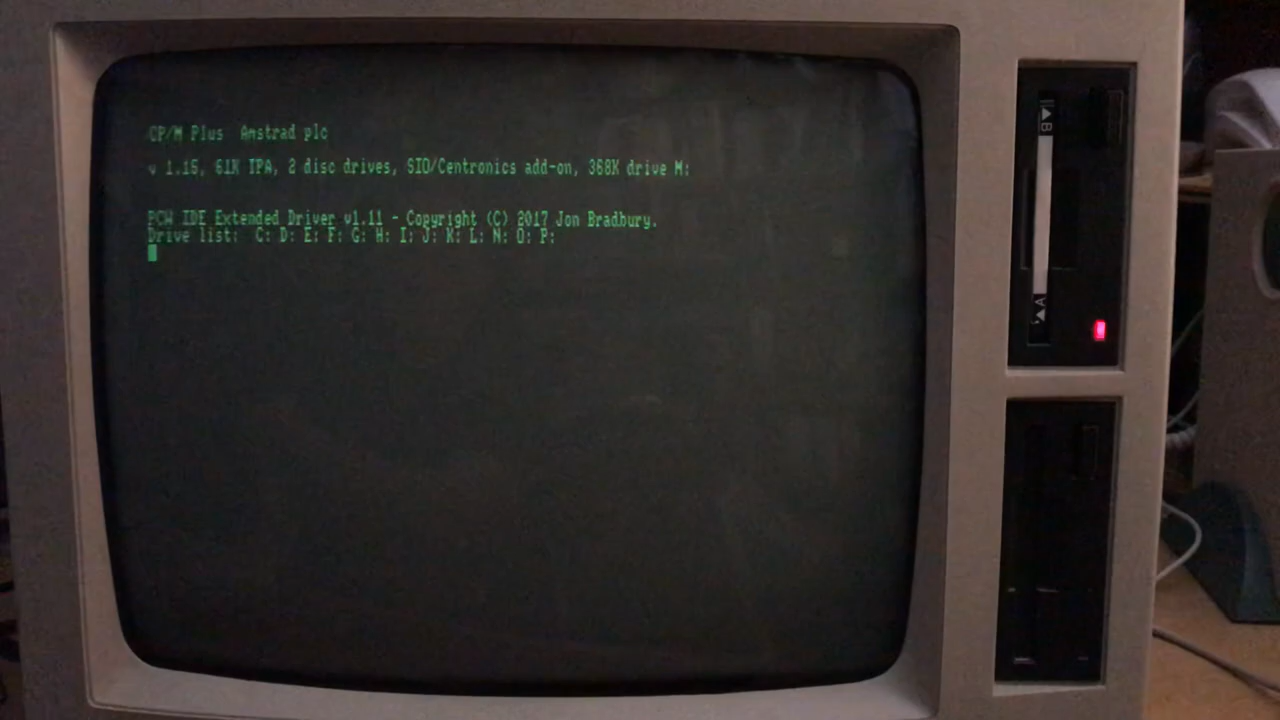 CP/M Plus  Amstrad plc
v 1.15, 61K TPA, 2 disc drives, SIO/Centronics add-on, 368K drive M:
PCW IDE Extended Driver v1.11 - Copyright (C) 2017 Jon Bradbury.
Drive list:  C: D: E: F: G: H: I: J: K: L: N: O: P:
B
A